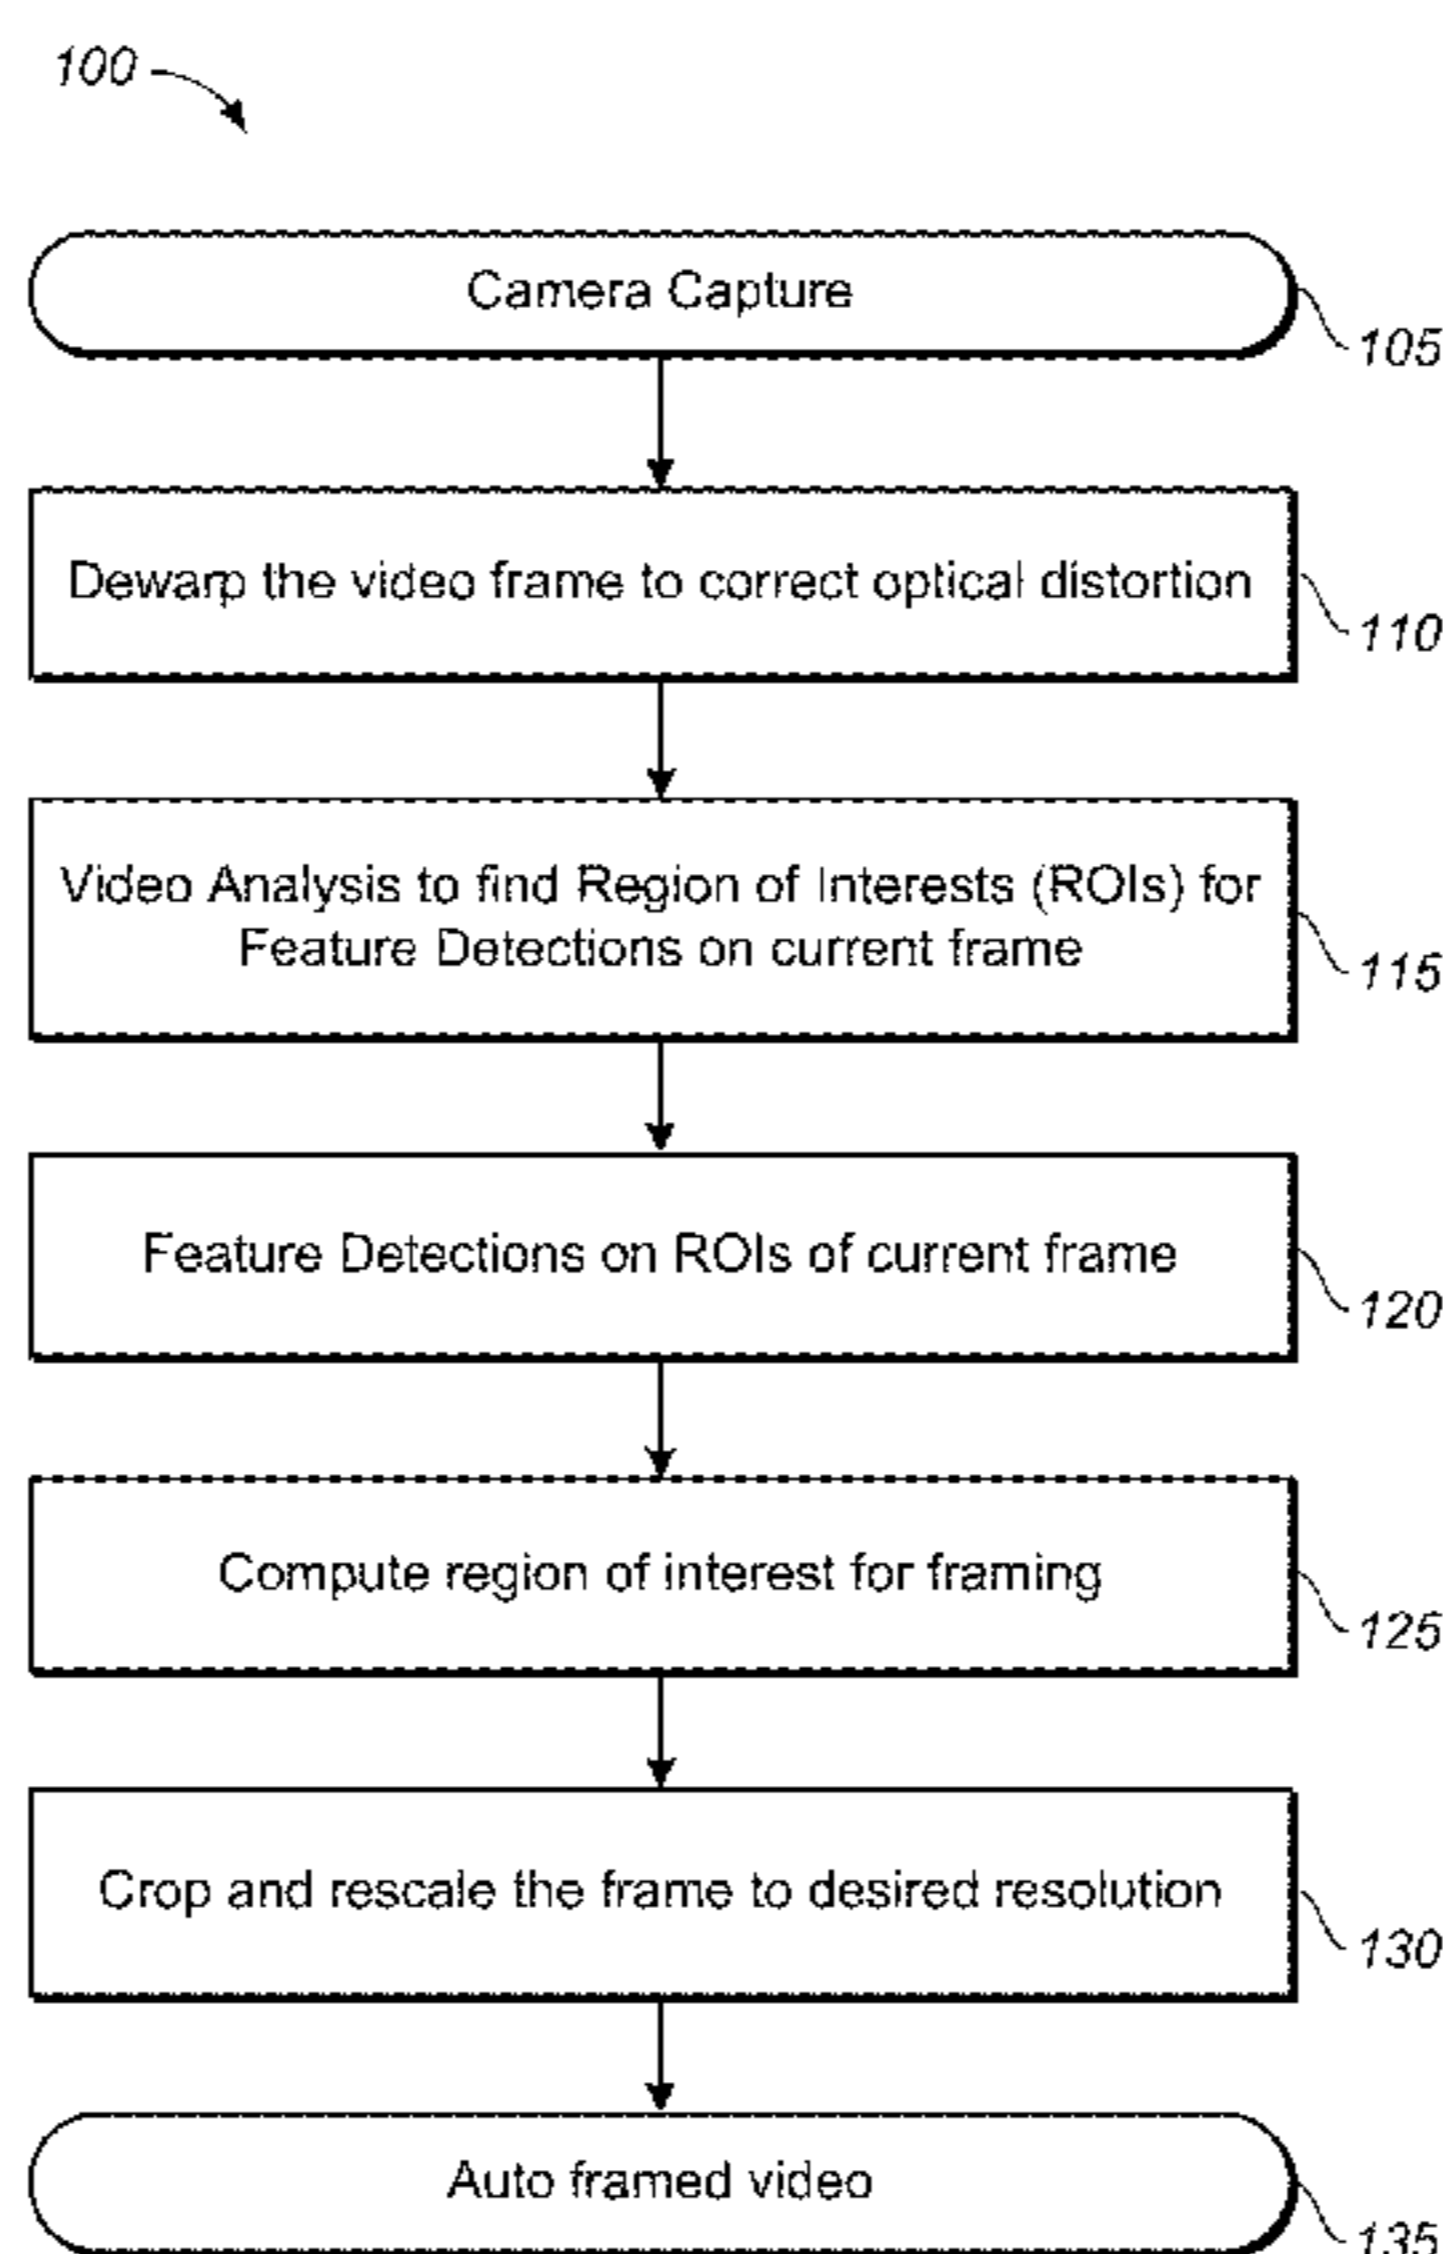 100
Camera Capture
105
Dewarp the video frame to correct optical distortion
110
Video Analysis to find Region of Interests (ROIs) for
Feature Detections on current frame
115
Feature Detections on ROIs of current frame
120
Compute region of interest for framing
125
Crop and rescale the frame to desired resolution
130
Auto framed video
135